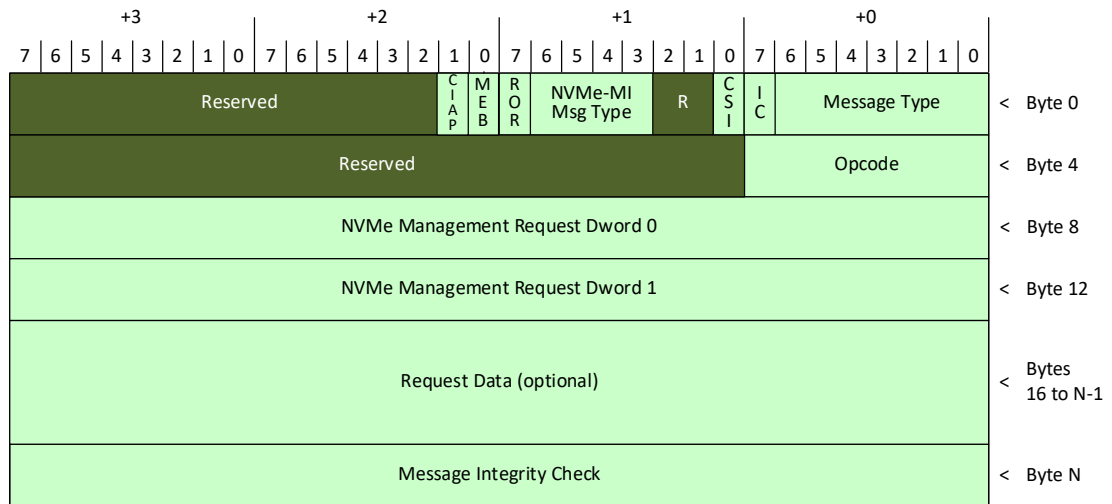 +3 +2 +1 +0
7 6 5 4 3 2 1 0 7 6 5 4 3 2 1 0 7 6 5 4 3 2 1 0 7 6 5 4 3 2 1 0
Reserved CIAP MEB ROR NVMe-MI Msg Type R CSI IC Message Type < Byte 0
Reserved Opcode < Byte 4
NVMe Management Request Dword 0 < Byte 8
NVMe Management Request Dword 1 < Byte 12
Request Data (optional) < Bytes 16 to N-1
Message Integrity Check < Byte N